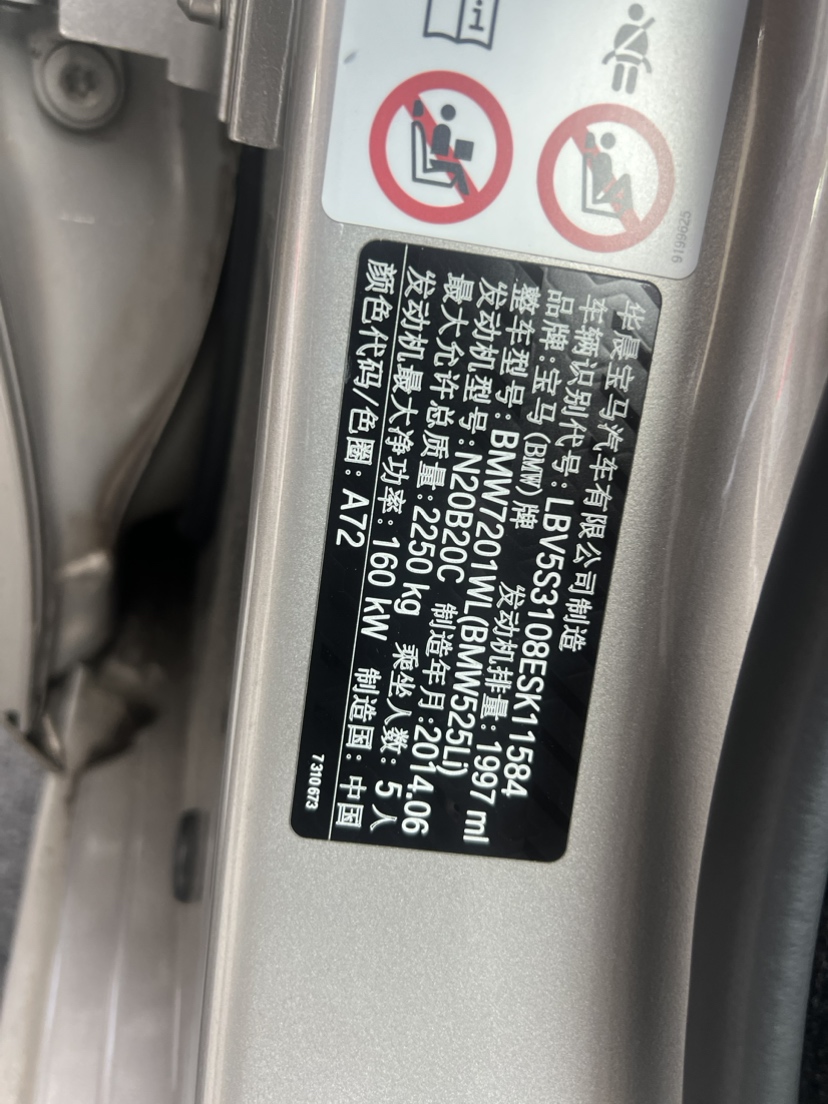 9199625
华晨宝马汽车有限公司制造
车辆识别代号:LBV5S3108ESK11584
品牌:宝马(BMW)牌 发动机排量:1997 ml
整车型号:BMW7201WL(BMW525Li)
发动机型号:N20B20C 制造年月:2014.06
最大允许总质量:2250 kg 乘坐人数: 5 人
发动机最大净功率: 160 kW 制造国: 中国
颜色代码/色圈: A72
7310673